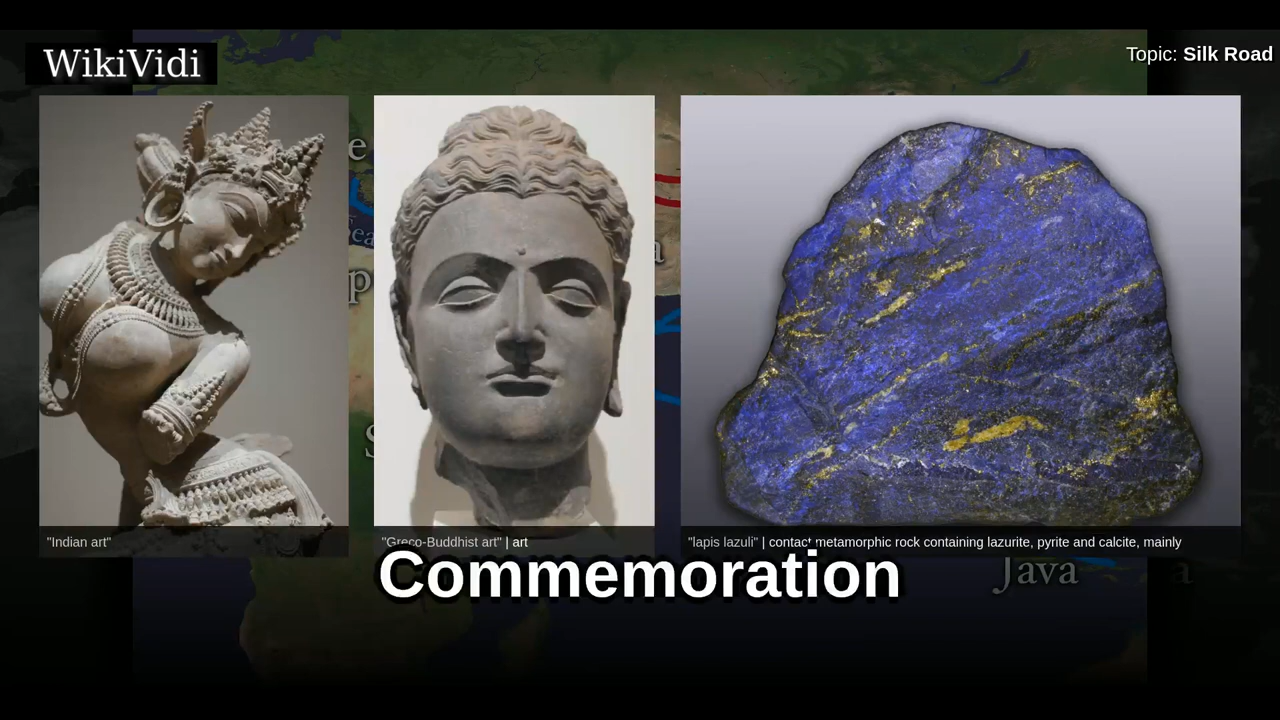 WikiVidi
Topic: Silk Road
"Indian art"
"Greco-Buddhist art" | art
"lapis lazuli" | contact metamorphic rock containing lazurite, pyrite and calcite, mainly
Commemoration
Java